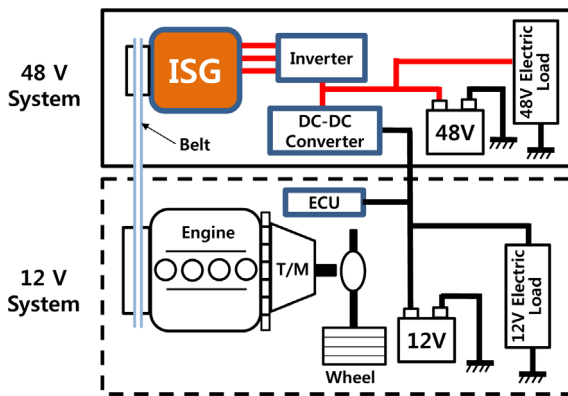 48 V
System
ISG
Inverter
DC-DC
Converter
48V
48V Electric
Load
Belt
12 V
System
ECU
Engine
T/M
Wheel
12V
12V Electric
Load